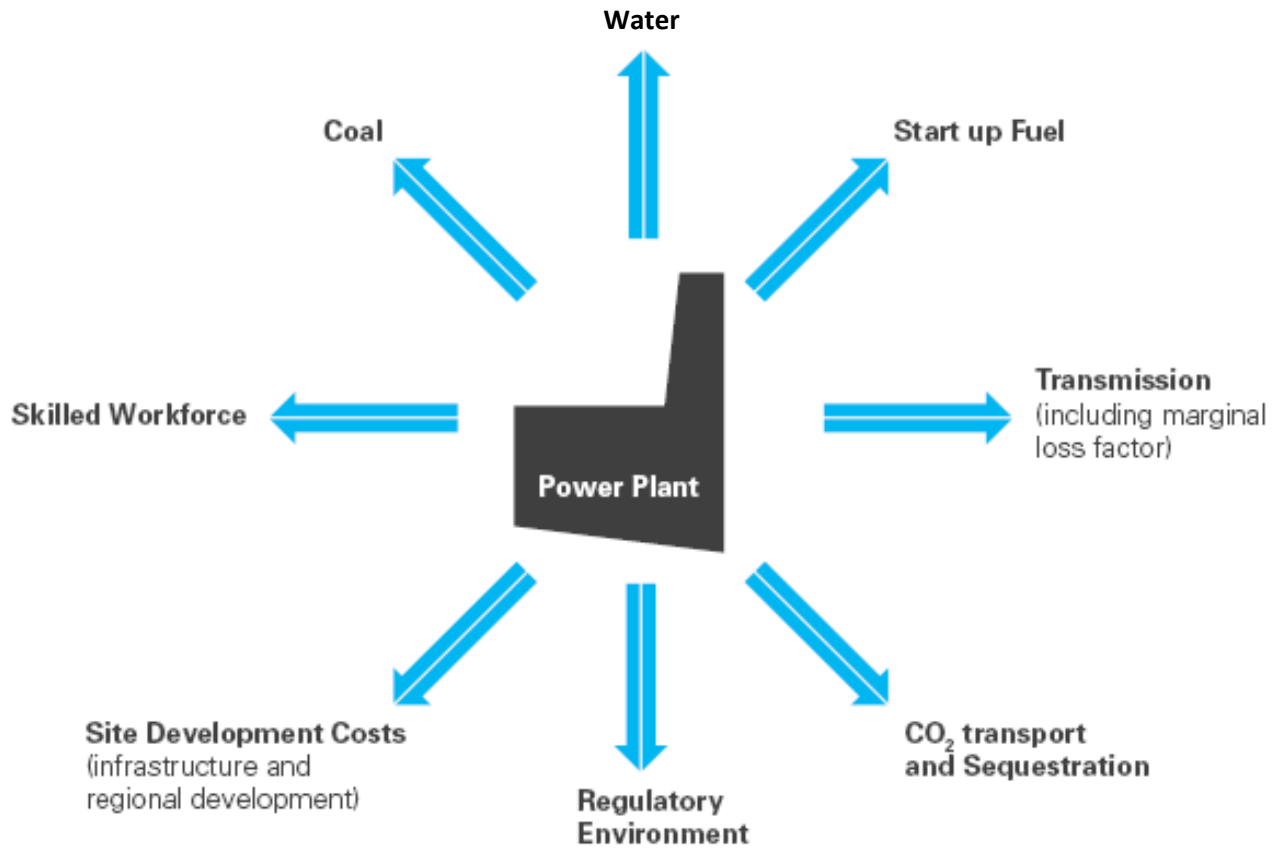 Water
Coal
Start up Fuel
Skilled Workforce
Transmission
(including marginal
loss factor)
Power Plant
Site Development Costs
(infrastructure and
regional development)
Regulatory
Environment
CO₂ transport
and Sequestration